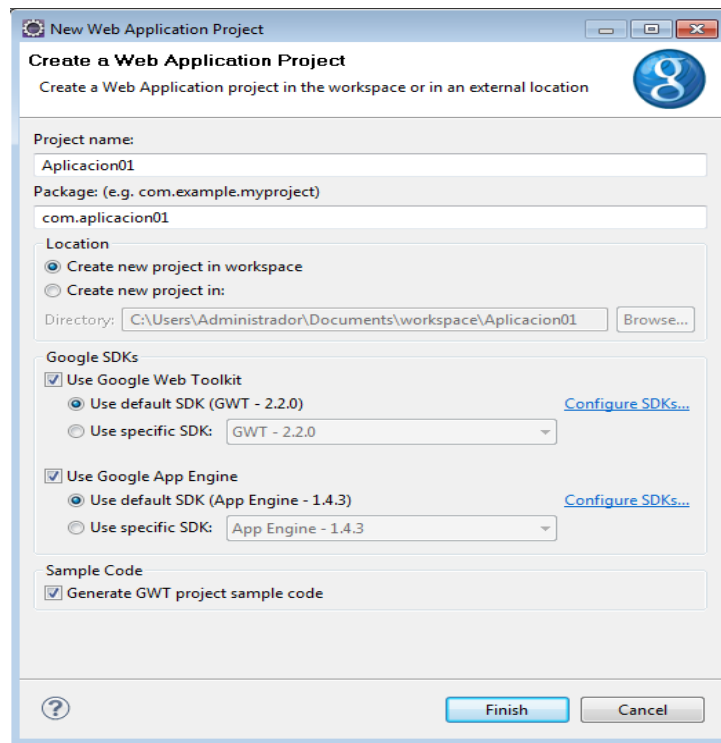 New Web Application Project
Create a Web Application Project
Create a Web Application project in the workspace or in an external location
g
Project name:
Aplicacion01
Package: (e.g. com.example.myproject)
com.aplicacion01
Location
Create new project in workspace
Create new project in:
Directory: C:\Users\Administrador\Documents\workspace\Aplicacion01 Browse...
Google SDKs
Use Google Web Toolkit
Use default SDK (GWT - 2.2.0) Configure SDKs...
Use specific SDK: GWT - 2.2.0
Use Google App Engine
Use default SDK (App Engine - 1.4.3) Configure SDKs...
Use specific SDK: App Engine - 1.4.3
Sample Code
Generate GWT project sample code
? Finish Cancel